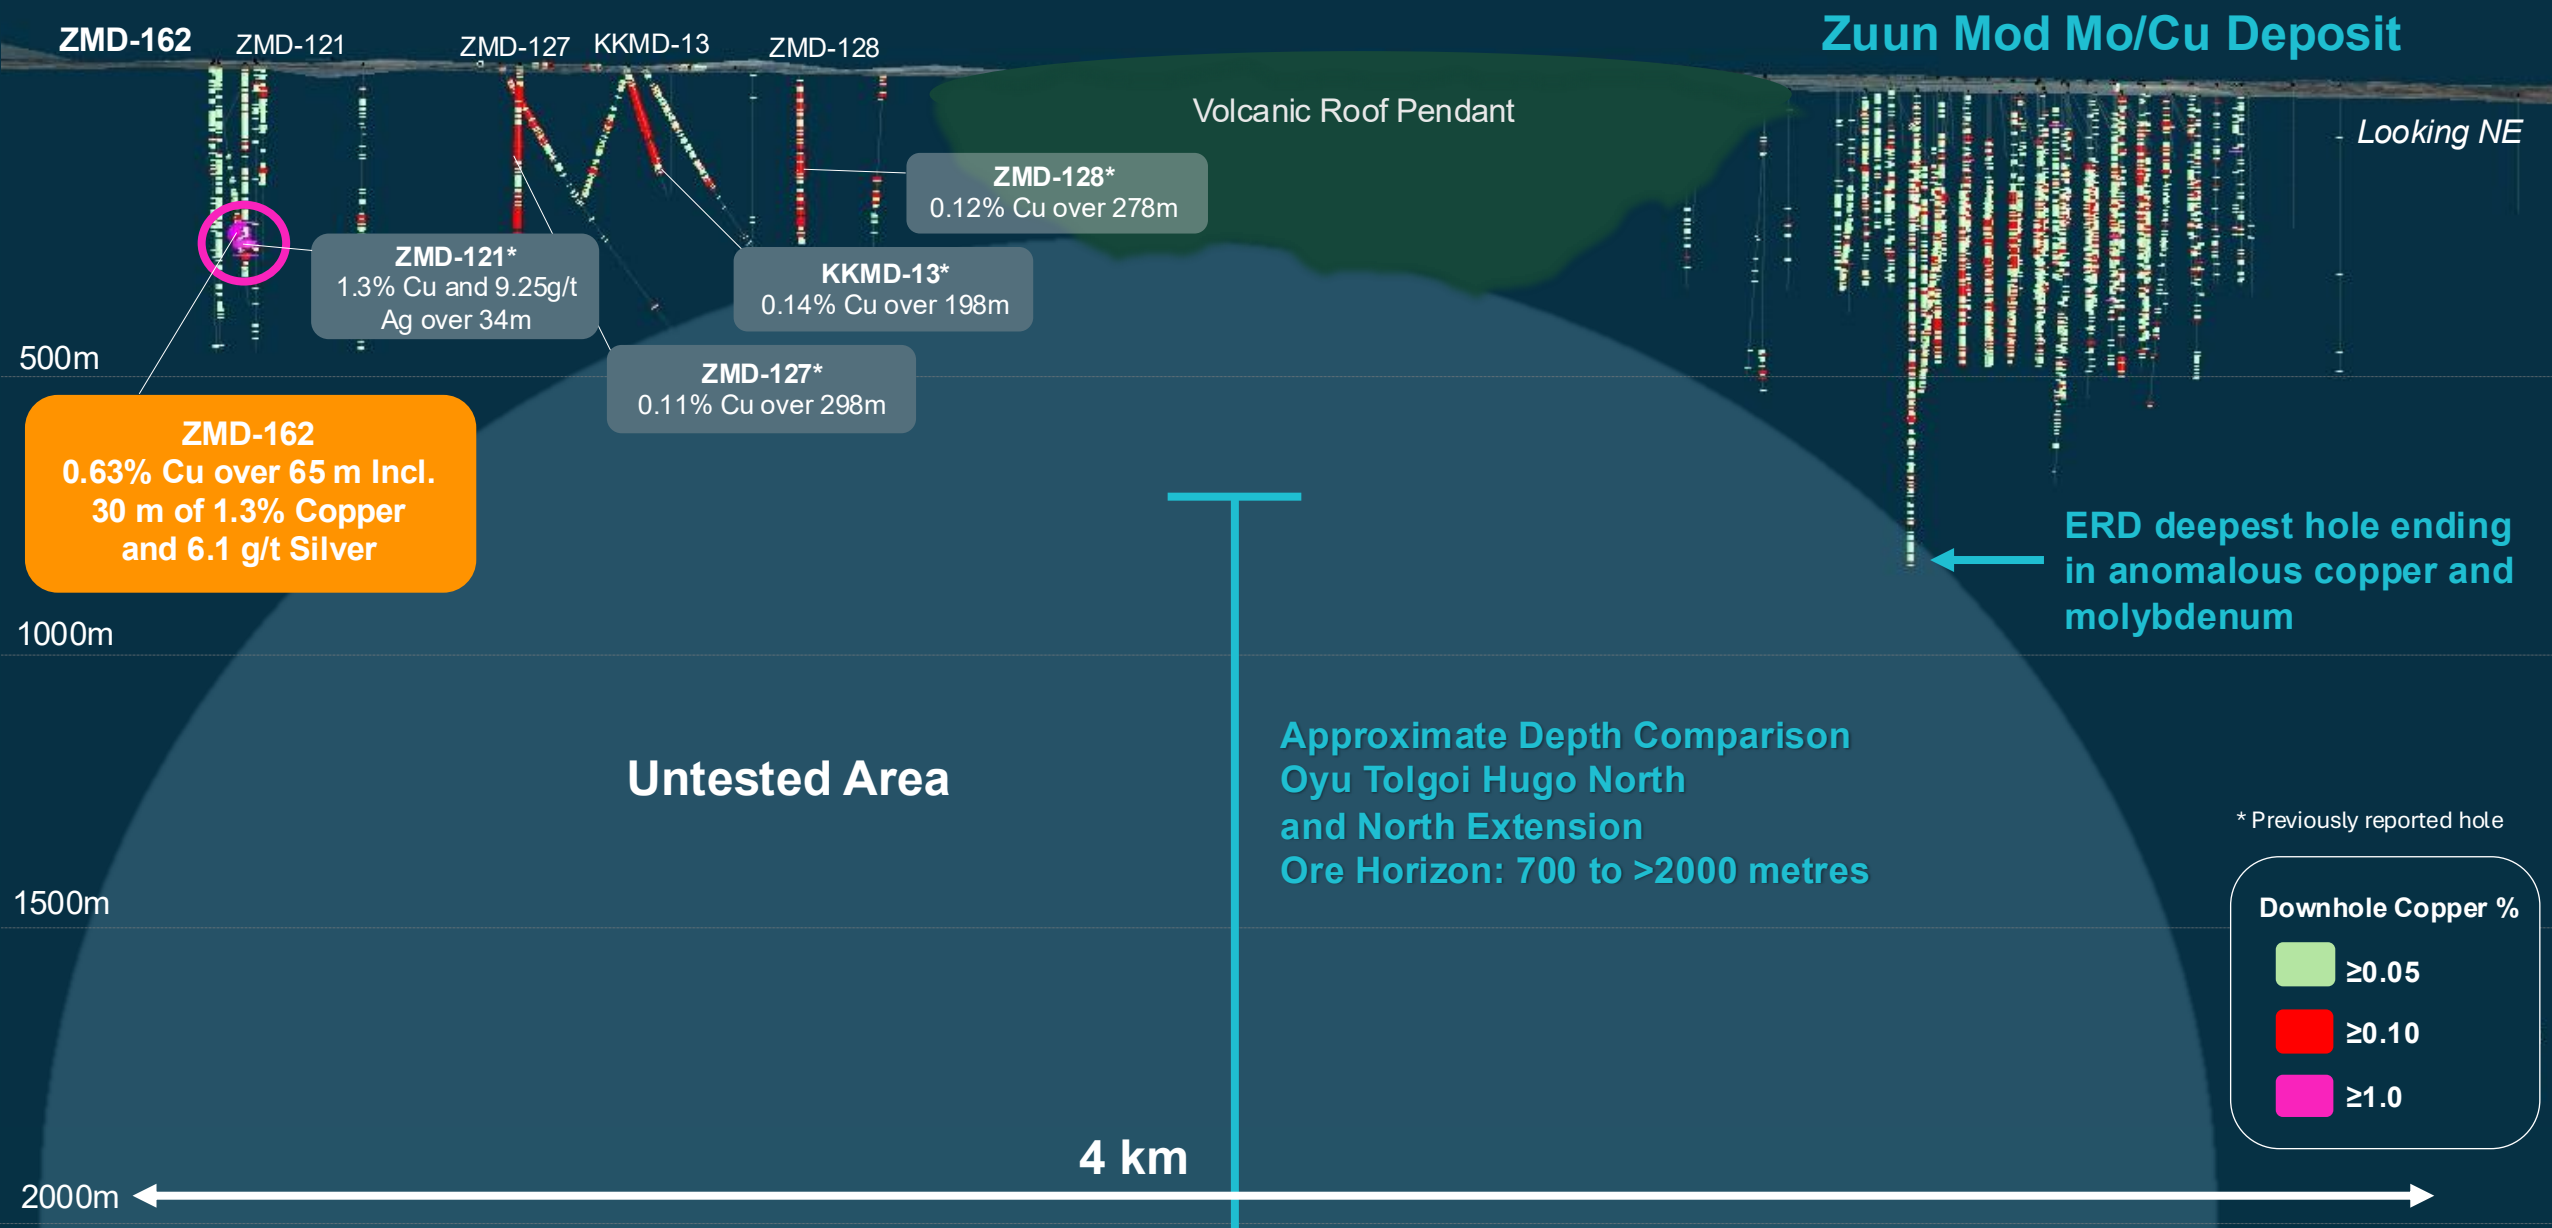 ZMD-162
ZMD-121
ZMD-127
KKMD-13
ZMD-128
Zuun Mod Mo/Cu Deposit
Volcanic Roof Pendant
Looking NE
ZMD-128*
0.12% Cu over 278m
ZMD-121*
1.3% Cu and 9.25g/t
Ag over 34m
KKMD-13*
0.14% Cu over 198m
500m
ZMD-127*
0.11% Cu over 298m
ZMD-162
0.63% Cu over 65 m Incl.
30 m of 1.3% Copper
and 6.1 g/t Silver
ERD deepest hole ending
in anomalous copper and
molybdenum
1000m
Untested Area
Approximate Depth Comparison
Oyu Tolgoi Hugo North
and North Extension
Ore Horizon: 700 to >2000 metres
* Previously reported hole
1500m
Downhole Copper %
≥0.05
≥0.10
≥1.0
4 km
2000m